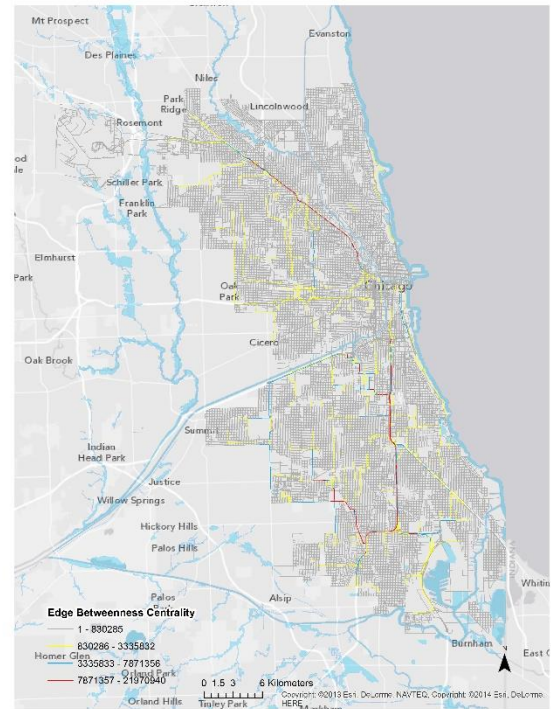 Mt Prospect
Evanston
Des Plaines
Niles
Park
Ridge
Lincolnwood
Rosemont
Schiller Park
Franklin
Park
Elmhurst
Park
Oak
Park
Chicago
Cicero
Oak Brook
Summit
Indian
Head Park
Justice
Willow Springs
Hickory Hills
Palos Hills
Whitin
Palos
Alsip
Edge Betweenness Centrality
1 - 830285
830286 - 3335832
3335833 - 7871356
7871357 - 21970940
Homer Glen
Orland Park
Burnham
East C
0 1.5 3 6 Kilometers
Orland Hills
Tinley Park
Copyright: ©2013 Esri, DeLorme, NAVTEQ, Copyright: ©2014 Esri, DeLorme,
HERE